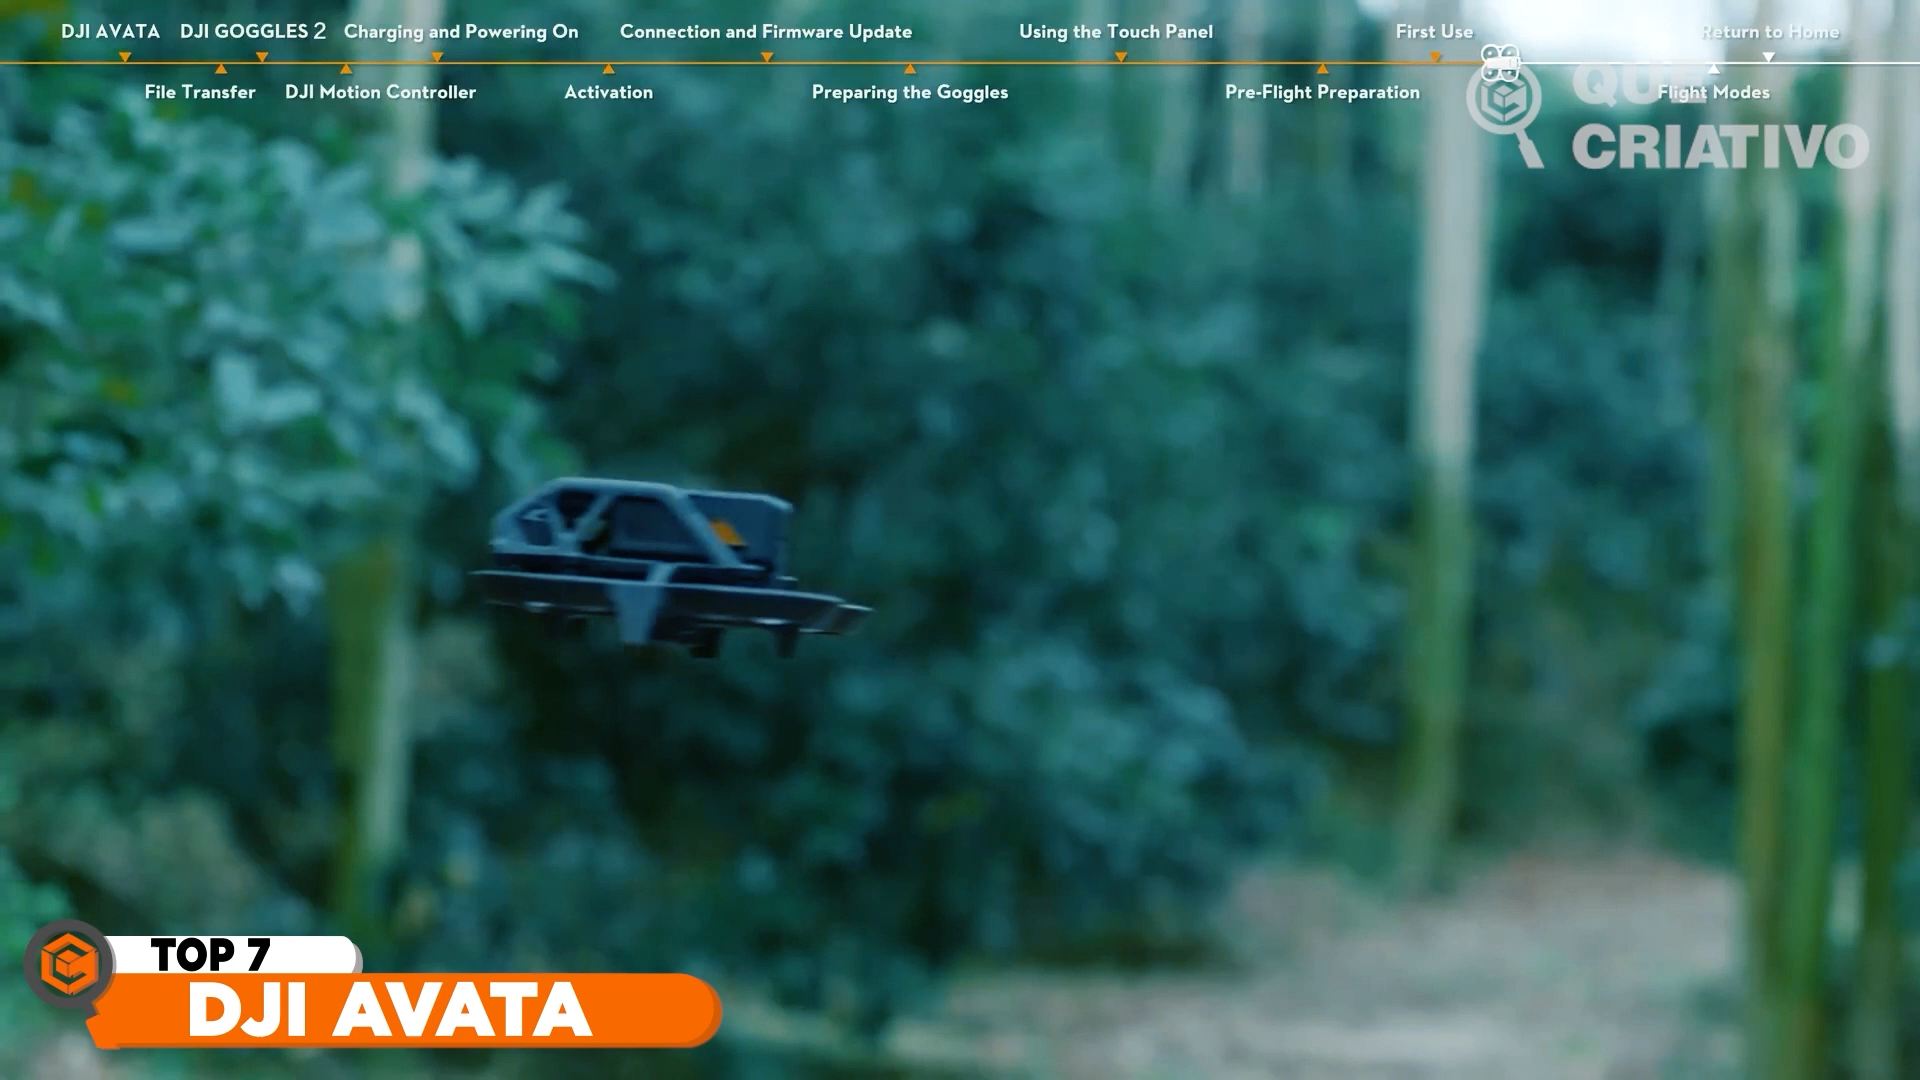 DJI AVATA DJI GOGGLES 2 Charging and Powering On Connection and Firmware Update Using the Touch Panel First Use Return to Home
File Transfer DJI Motion Controller Activation Preparing the Goggles Pre-Flight Preparation Flight Modes
QUE
CRIATIVO
TOP 7
DJI AVATA